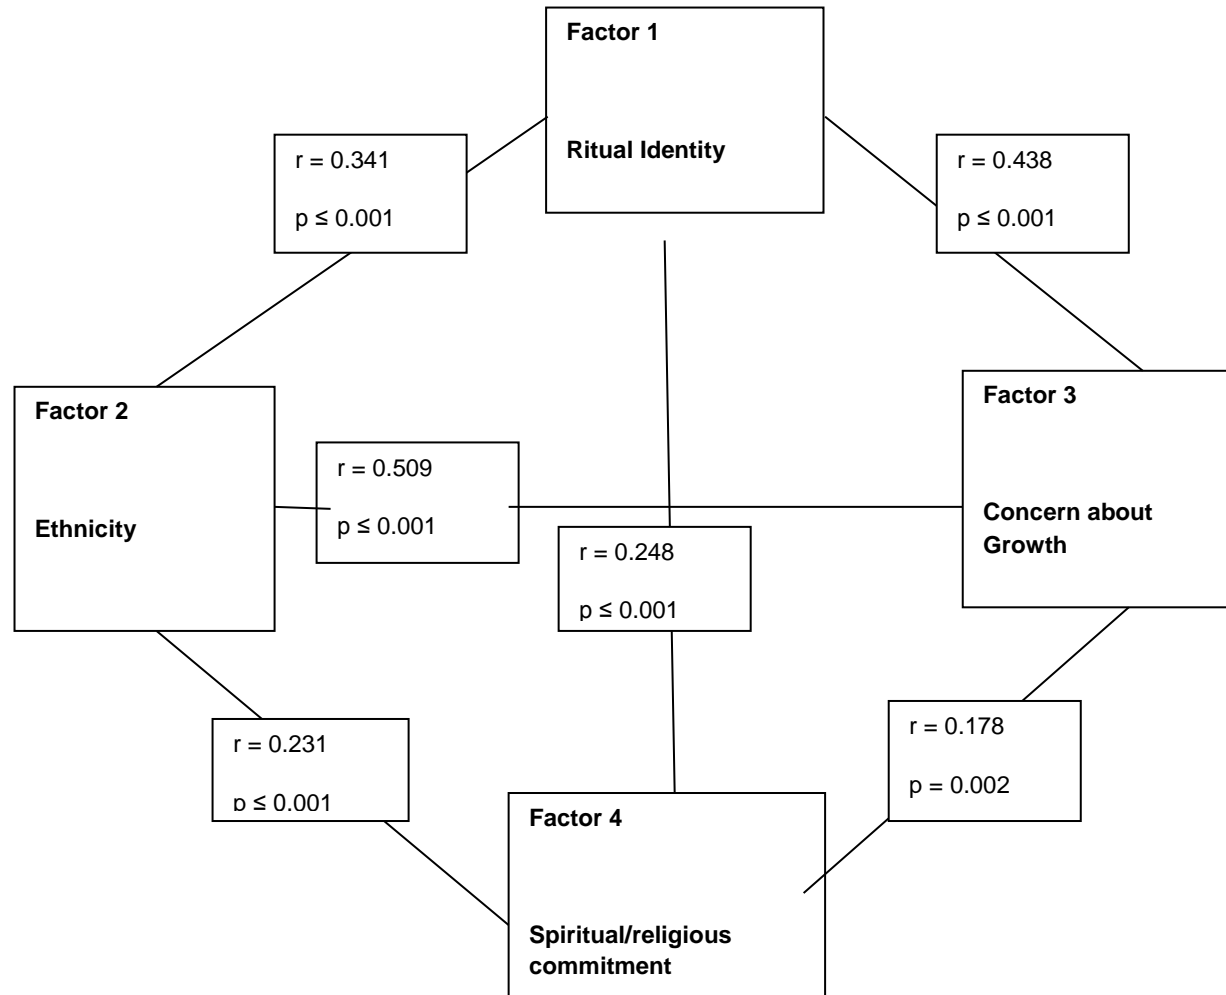 Factor 1
Ritual Identity
r = 0.341
p ≤ 0.001
r = 0.438
p ≤ 0.001
Factor 2
Ethnicity
r = 0.509
p ≤ 0.001
Factor 3
Concern about
Growth
r = 0.248
p ≤ 0.001
r = 0.231
p ≤ 0.001
r = 0.178
p = 0.002
Factor 4
Spiritual/religious
commitment